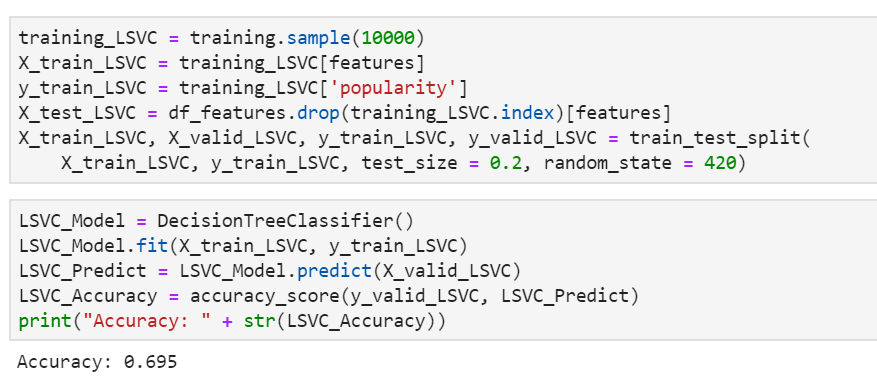 training_LSVC = training.sample(10000)
X_train_LSVC = training_LSVC[features]
y_train_LSVC = training_LSVC['popularity']
X_test_LSVC = df_features.drop(training_LSVC.index)[features]
X_train_LSVC, X_valid_LSVC, y_train_LSVC, y_valid_LSVC = train_test_split(
    X_train_LSVC, y_train_LSVC, test_size = 0.2, random_state = 420)
LSVC_Model = DecisionTreeClassifier()
LSVC_Model.fit(X_train_LSVC, y_train_LSVC)
LSVC_Predict = LSVC_Model.predict(X_valid_LSVC)
LSVC_Accuracy = accuracy_score(y_valid_LSVC, LSVC_Predict)
print("Accuracy: " + str(LSVC_Accuracy))
Accuracy: 0.695